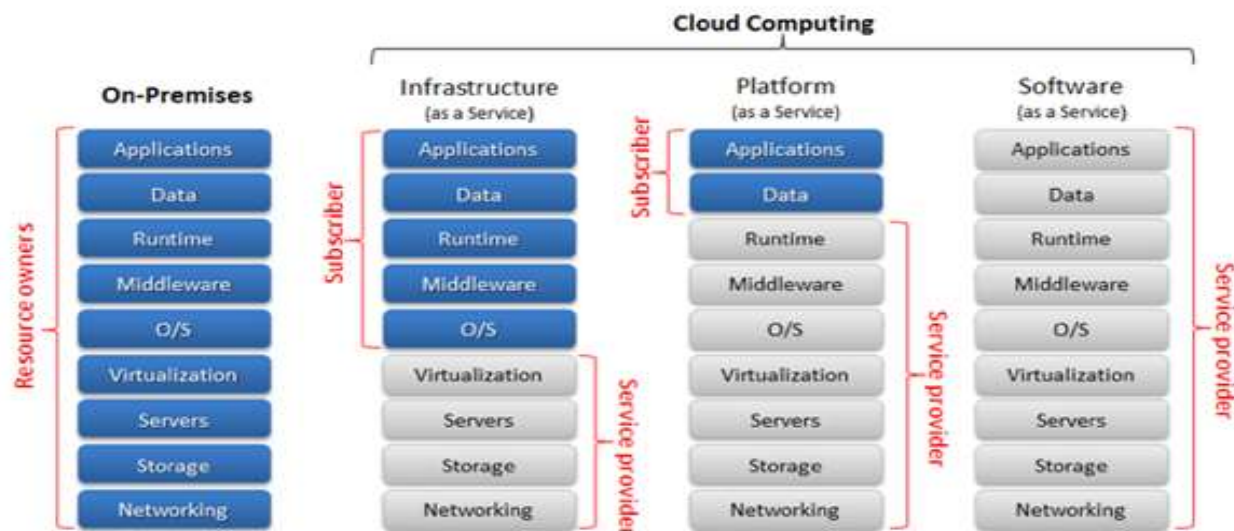 Cloud Computing
On-Premises
Resource owners
Applications
Data
Runtime
Middleware
O/S
Virtualization
Servers
Storage
Networking
Infrastructure
(as a Service)
Subscriber
Applications
Data
Runtime
Middleware
O/S
Virtualization
Servers
Storage
Networking
Service provider
Platform
(as a Service)
Subscriber
Applications
Data
Runtime
Middleware
O/S
Virtualization
Servers
Storage
Networking
Service provider
Software
(as a Service)
Applications
Data
Runtime
Middleware
O/S
Virtualization
Servers
Storage
Networking
Service provider